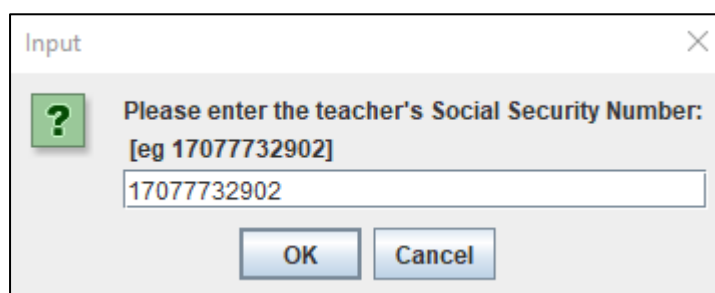 Input
Please enter the teacher's Social Security Number:
[eg 17077732902]
17077732902
OK Cancel